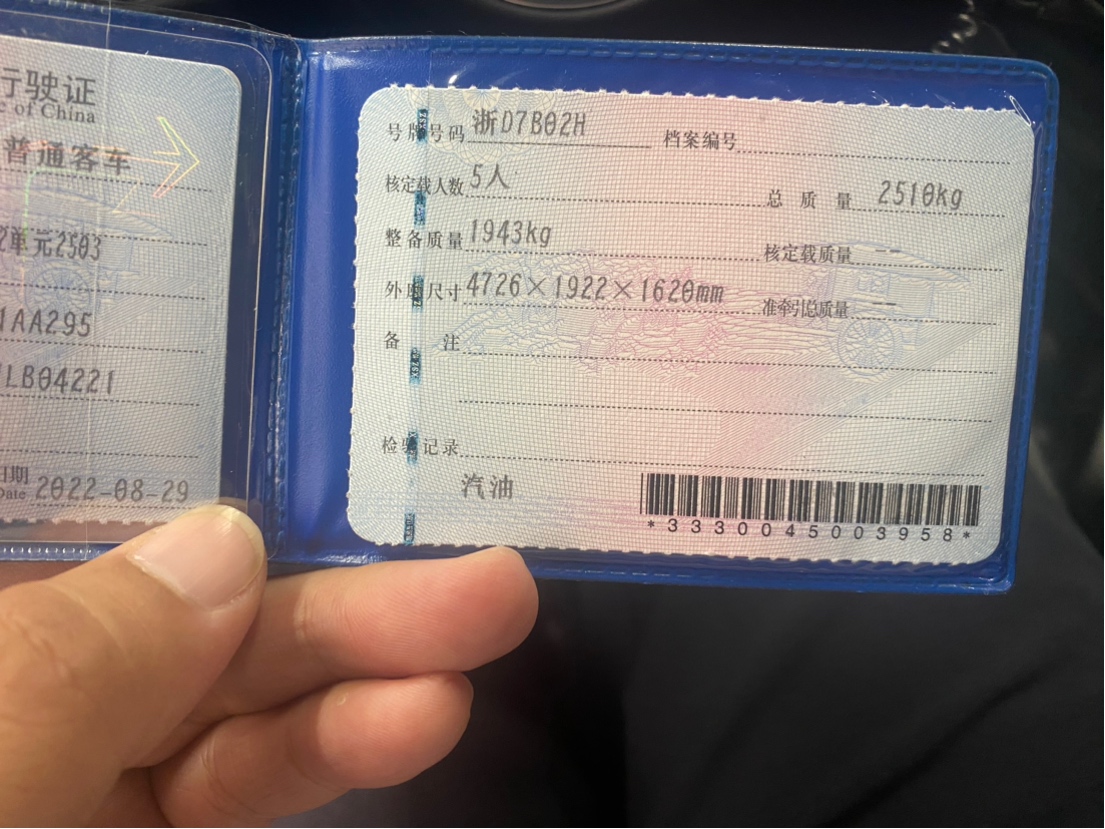 行驶证
e of China
普通客车
2单元2503
1AA295
LB04221
日期
Date 2022-08-29
号牌号码 浙D7B02H 档案编号
核定载人数 5人 总质量 2510kg
整备质量 1943kg 核定载质量 --
外廓尺寸 4726×1922×1620mm 准牵引总质量 --
备注
检验记录
汽油
*3330045003958*